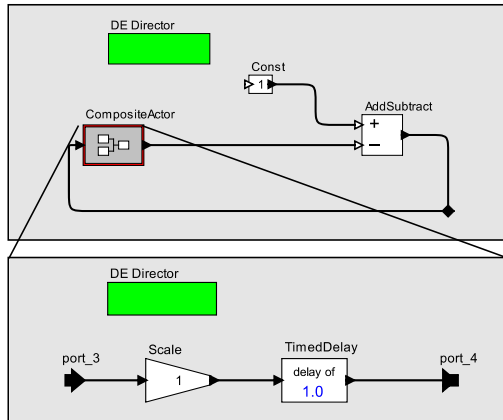 DE Director
Const
1
AddSubtract
+
−
CompositeActor
DE Director
port_3
Scale
1
TimedDelay
delay of
1.0
port_4